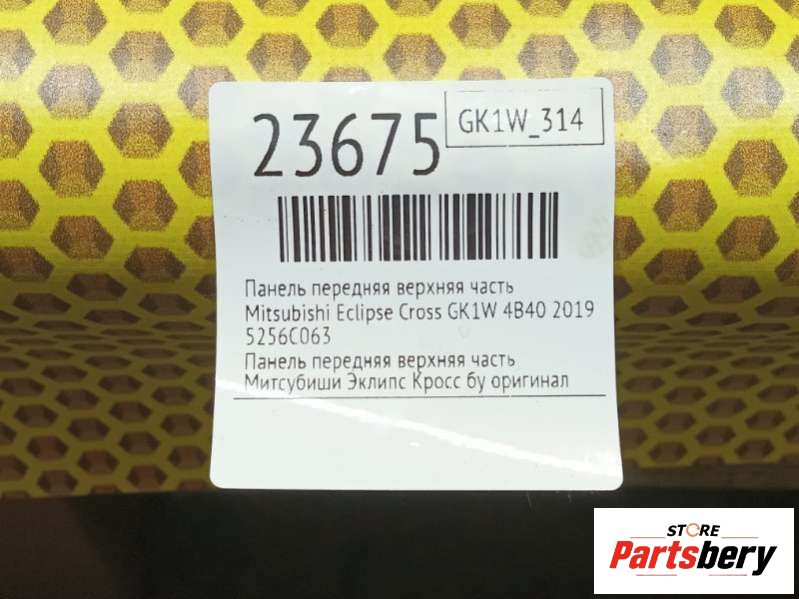 23675
GK1W_314
Панель передняя верхняя часть
Mitsubishi Eclipse Cross GK1W 4B40 2019
5256C063
Панель передняя верхняя часть
Митсубиши Эклипс Кросс бу оригинал
STORE
Partsbery